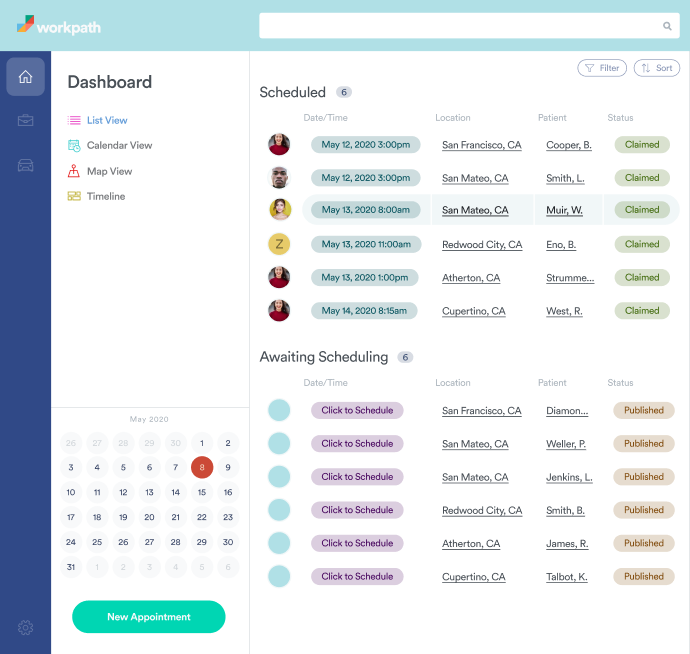 workpath
Filter Sort
Dashboard
List View
Calendar View
Map View
Timeline
Scheduled 6
Date/Time Location Patient Status
May 12, 2020 3:00pm San Francisco, CA Cooper, B. Claimed
May 12, 2020 3:00pm San Mateo, CA Smith, L. Claimed
May 13, 2020 8:00am San Mateo, CA Muir, W. Claimed
Z May 13, 2020 11:00am Redwood City, CA Eno, B. Claimed
May 13, 2020 1:00pm Atherton, CA Strumme... Claimed
May 14, 2020 8:15am Cupertino, CA West, R. Claimed
Awaiting Scheduling 6
Date/Time Location Patient Status
Click to Schedule San Francisco, CA Diamon... Published
Click to Schedule San Mateo, CA Weller, P. Published
Click to Schedule San Mateo, CA Jenkins, L. Published
Click to Schedule Redwood City, CA Smith, B. Published
Click to Schedule Atherton, CA James, R. Published
Click to Schedule Cupertino, CA Talbot, K. Published
May 2020
26 27 28 29 30 1 2
3 4 5 6 7 8 9
10 11 12 13 14 15 16
17 18 19 20 21 22 23
24 25 26 27 28 29 30
31 1 2 3 4 5 6
New Appointment